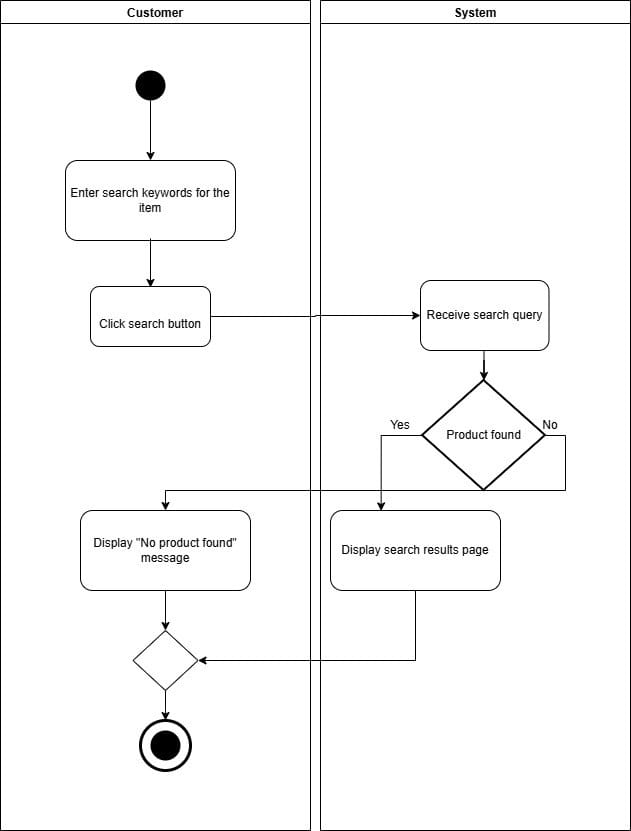 Customer
System
Enter search keywords for the
item
Click search button
Receive search query
Yes
No
Product found
Display "No product found"
message
Display search results page